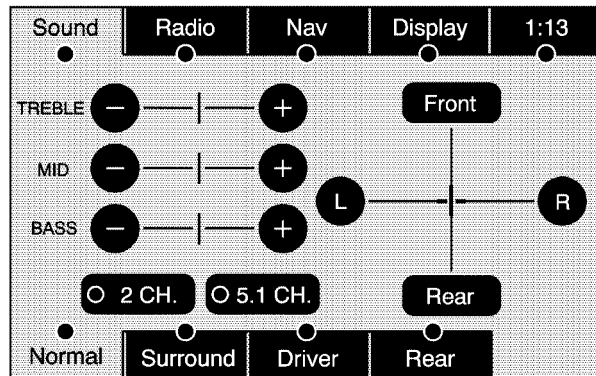 Sound Radio Nav Display 1:13
TREBLE − + Front
MID − +
L R
BASS − +
2 CH. 5.1 CH. Rear
Normal Surround Driver Rear